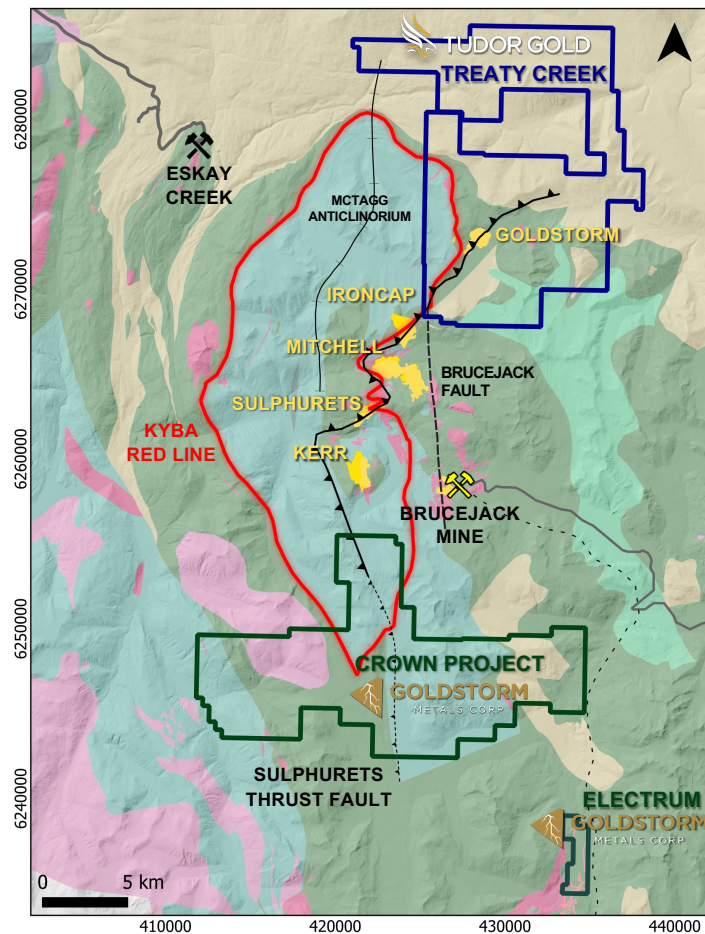 TUDOR GOLD
TREATY CREEK
6280000
ESKAY
CREEK
MCTAGG
ANTICLINORIUM
GOLDSTORM
6270000
IRONCAP
MITCHELL
BRUCEJACK
FAULT
SULPHURETS
KYBA
RED LINE
KERR
6260000
BRUCEJACK
MINE
6250000
CROWN PROJECT
GOLDSTORM
METALS CORP
SULPHURETS
THRUST FAULT
6240000
ELECTRUM
GOLDSTORM
METALS CORP
0 5 km
410000 420000 430000 440000